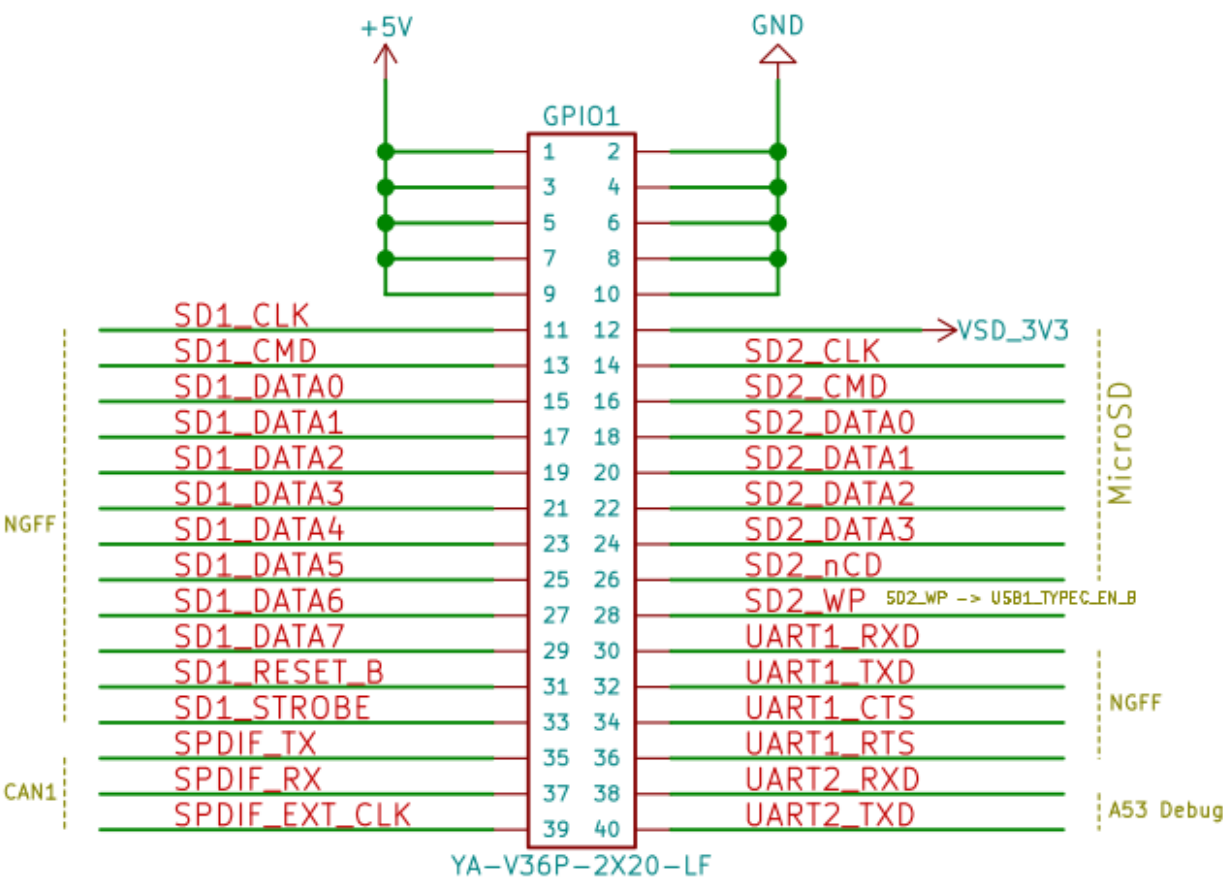 +5V
GND
GPIO1
1 2
3 4
5 6
7 8
9 10
SD1_CLK 11 12 VSD_3V3
SD1_CMD 13 14 SD2_CLK
SD1_DATA0 15 16 SD2_CMD
SD1_DATA1 17 18 SD2_DATA0
SD1_DATA2 19 20 SD2_DATA1
SD1_DATA3 21 22 SD2_DATA2
SD1_DATA4 23 24 SD2_DATA3
SD1_DATA5 25 26 SD2_nCD
SD1_DATA6 27 28 SD2_WP SD2_WP -> USB1_TYPEC_EN_B
SD1_DATA7 29 30 UART1_RXD
SD1_RESET_B 31 32 UART1_TXD
SD1_STROBE 33 34 UART1_CTS
SPDIF_TX 35 36 UART1_RTS
SPDIF_RX 37 38 UART2_RXD
SPDIF_EXT_CLK 39 40 UART2_TXD
NGFF
CAN1
MicroSD
NGFF
A53 Debug
YA-V36P-2X20-LF